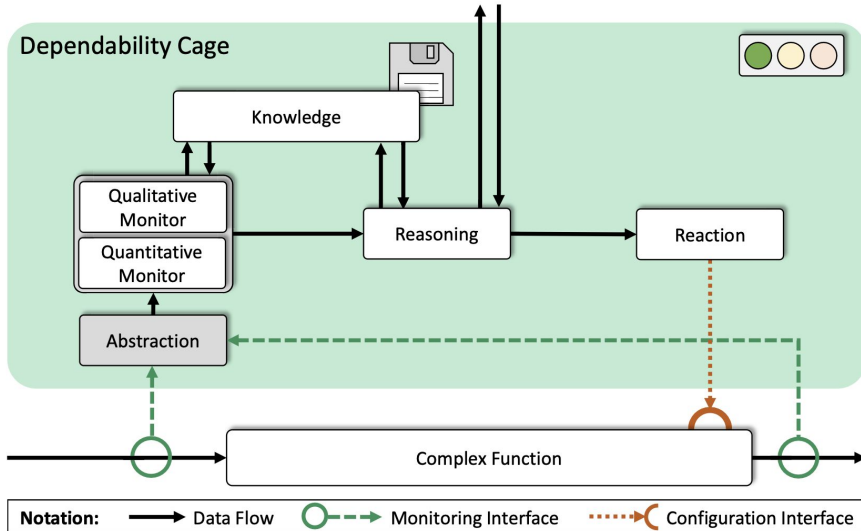 Dependability Cage
Knowledge
Qualitative
Monitor
Quantitative
Monitor
Reasoning
Reaction
Abstraction
Complex Function
Notation: Data Flow Monitoring Interface Configuration Interface